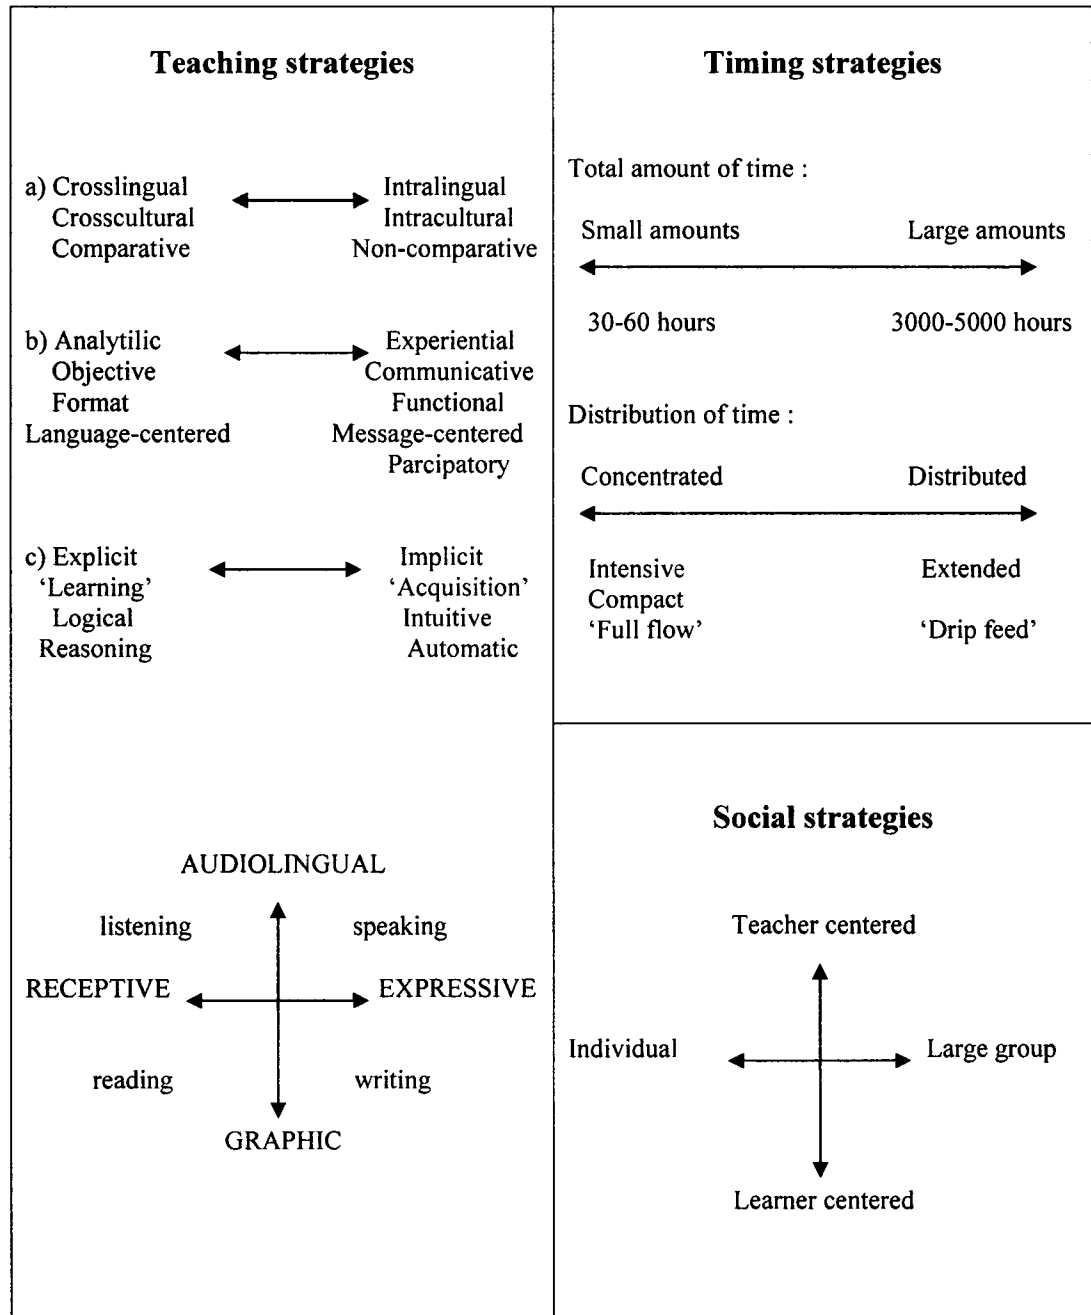 Teaching strategies
a) Crosslingual Intralingual
Crosscultural Intracultural
Comparative Non-comparative
b) Analytilic Experiential
Objective Communicative
Format Functional
Language-centered Message-centered
Parcipatory
c) Explicit Implicit
‘Learning’ ‘Acquisition’
Logical Intuitive
Reasoning Automatic
AUDIOLINGUAL
listening speaking
RECEPTIVE EXPRESSIVE
reading writing
GRAPHIC
Timing strategies
Total amount of time :
Small amounts Large amounts
30-60 hours 3000-5000 hours
Distribution of time :
Concentrated Distributed
Intensive Extended
Compact
‘Full flow’ ‘Drip feed’
Social strategies
Teacher centered
Individual Large group
Learner centered